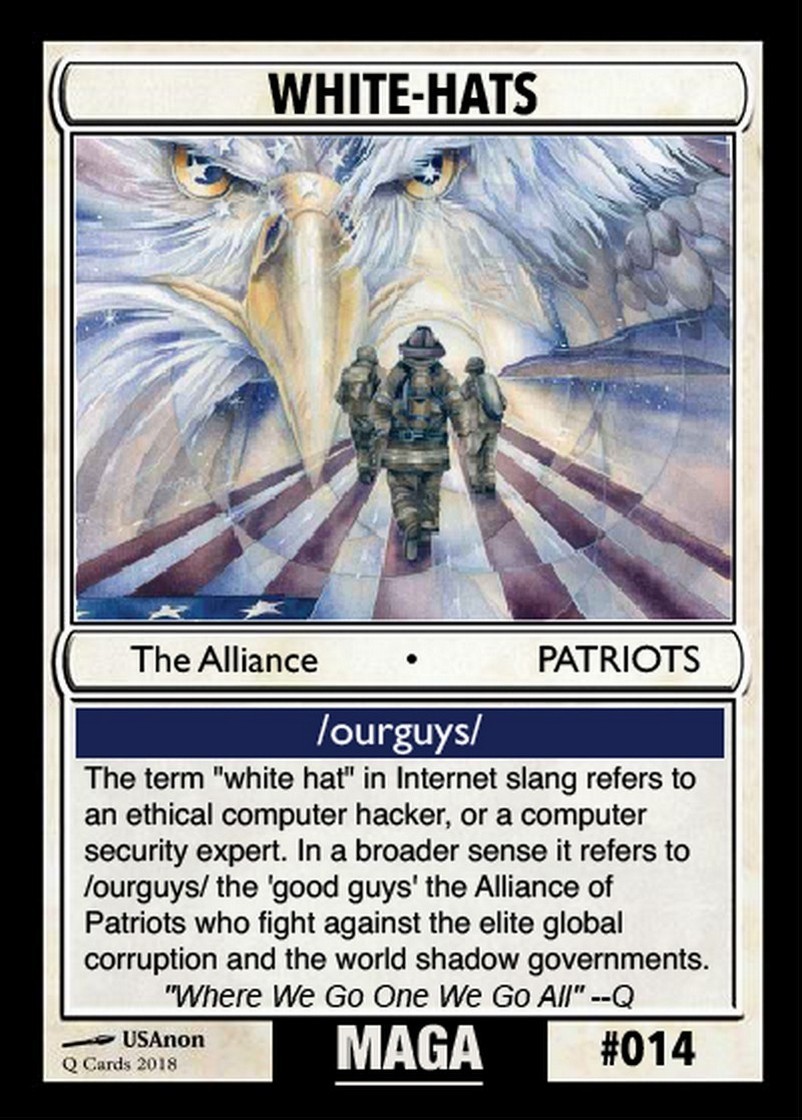 WHITE-HATS
The Alliance • PATRIOTS
/ourguys/
The term "white hat" in Internet slang refers to
an ethical computer hacker, or a computer
security expert. In a broader sense it refers to
/ourguys/ the 'good guys' the Alliance of
Patriots who fight against the elite global
corruption and the world shadow governments.
"Where We Go One We Go All" --Q
USAnon
Q Cards 2018
MAGA
#014